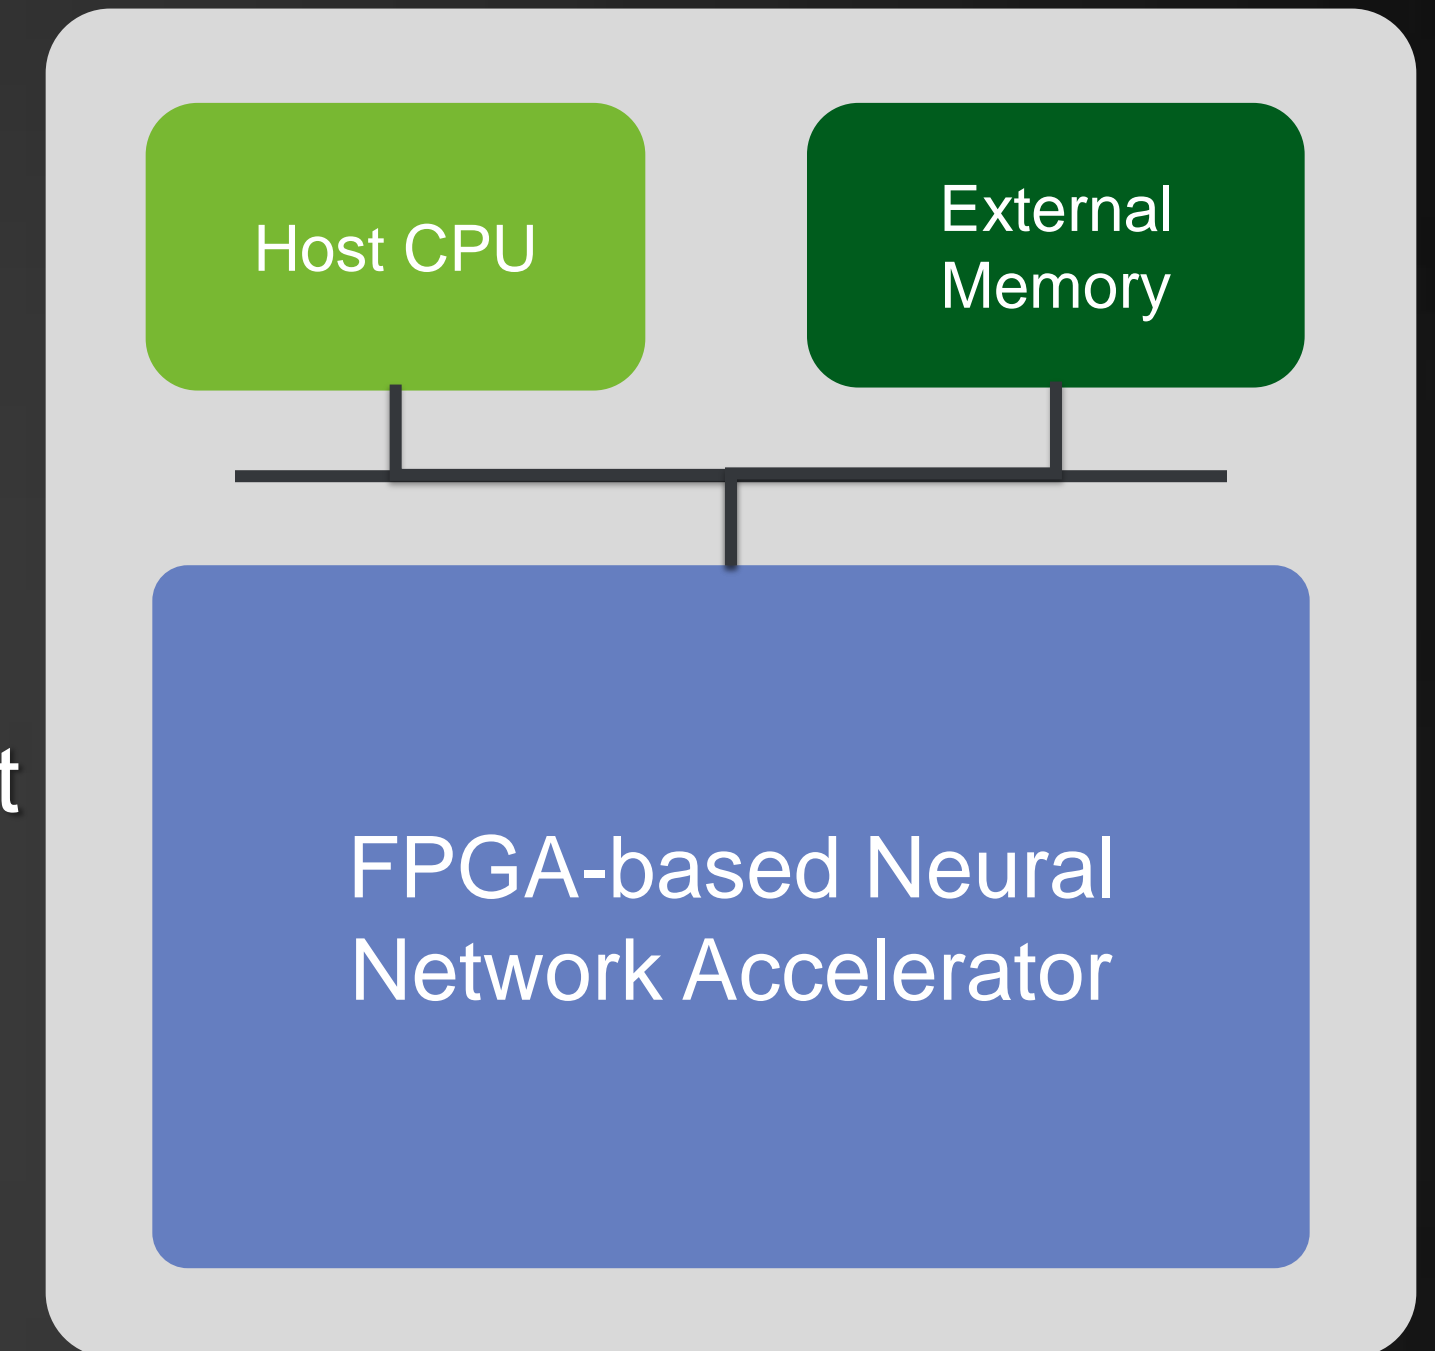 Host CPU
External
Memory
t
FPGA-based Neural
Network Accelerator